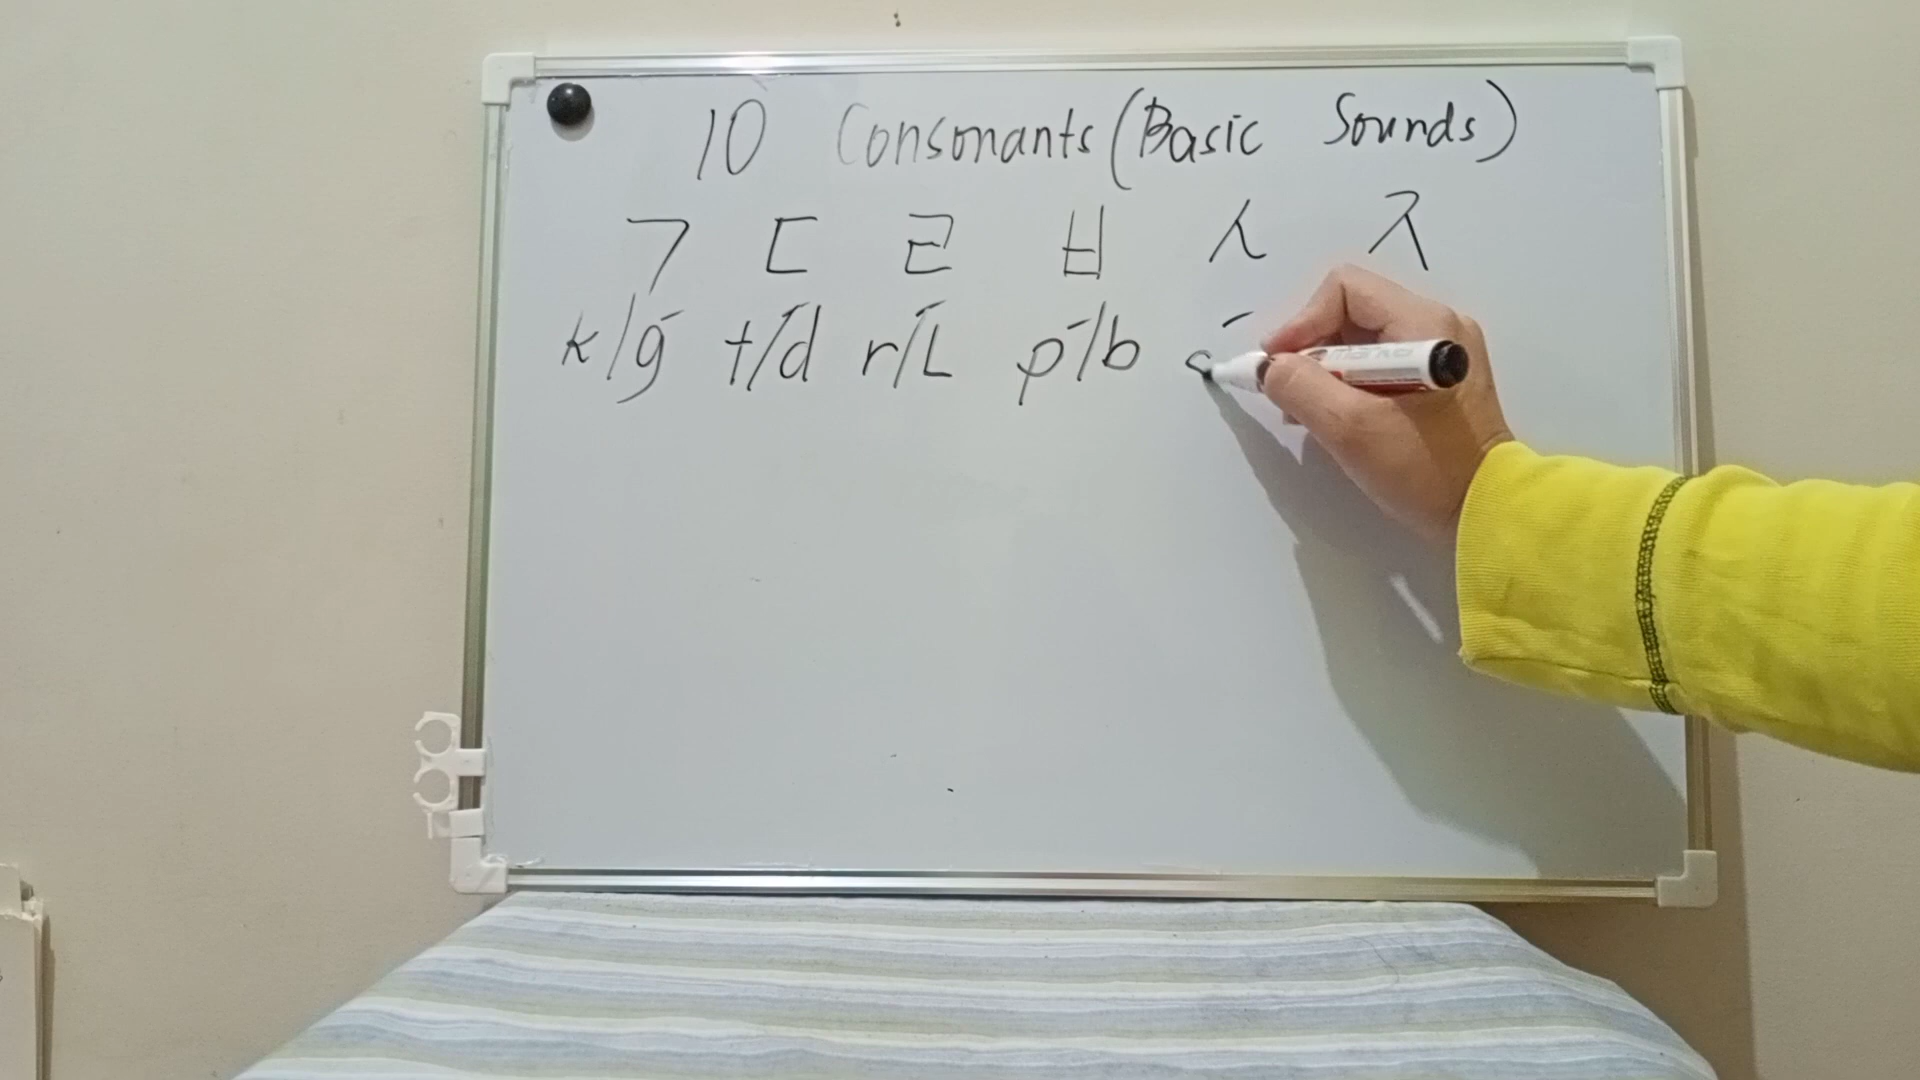 10 Consonants (Basic Sounds)
ㄱ ㄷ ㄹ ㅂ ㅅ ㅈ
k/g t/d r/L p/b